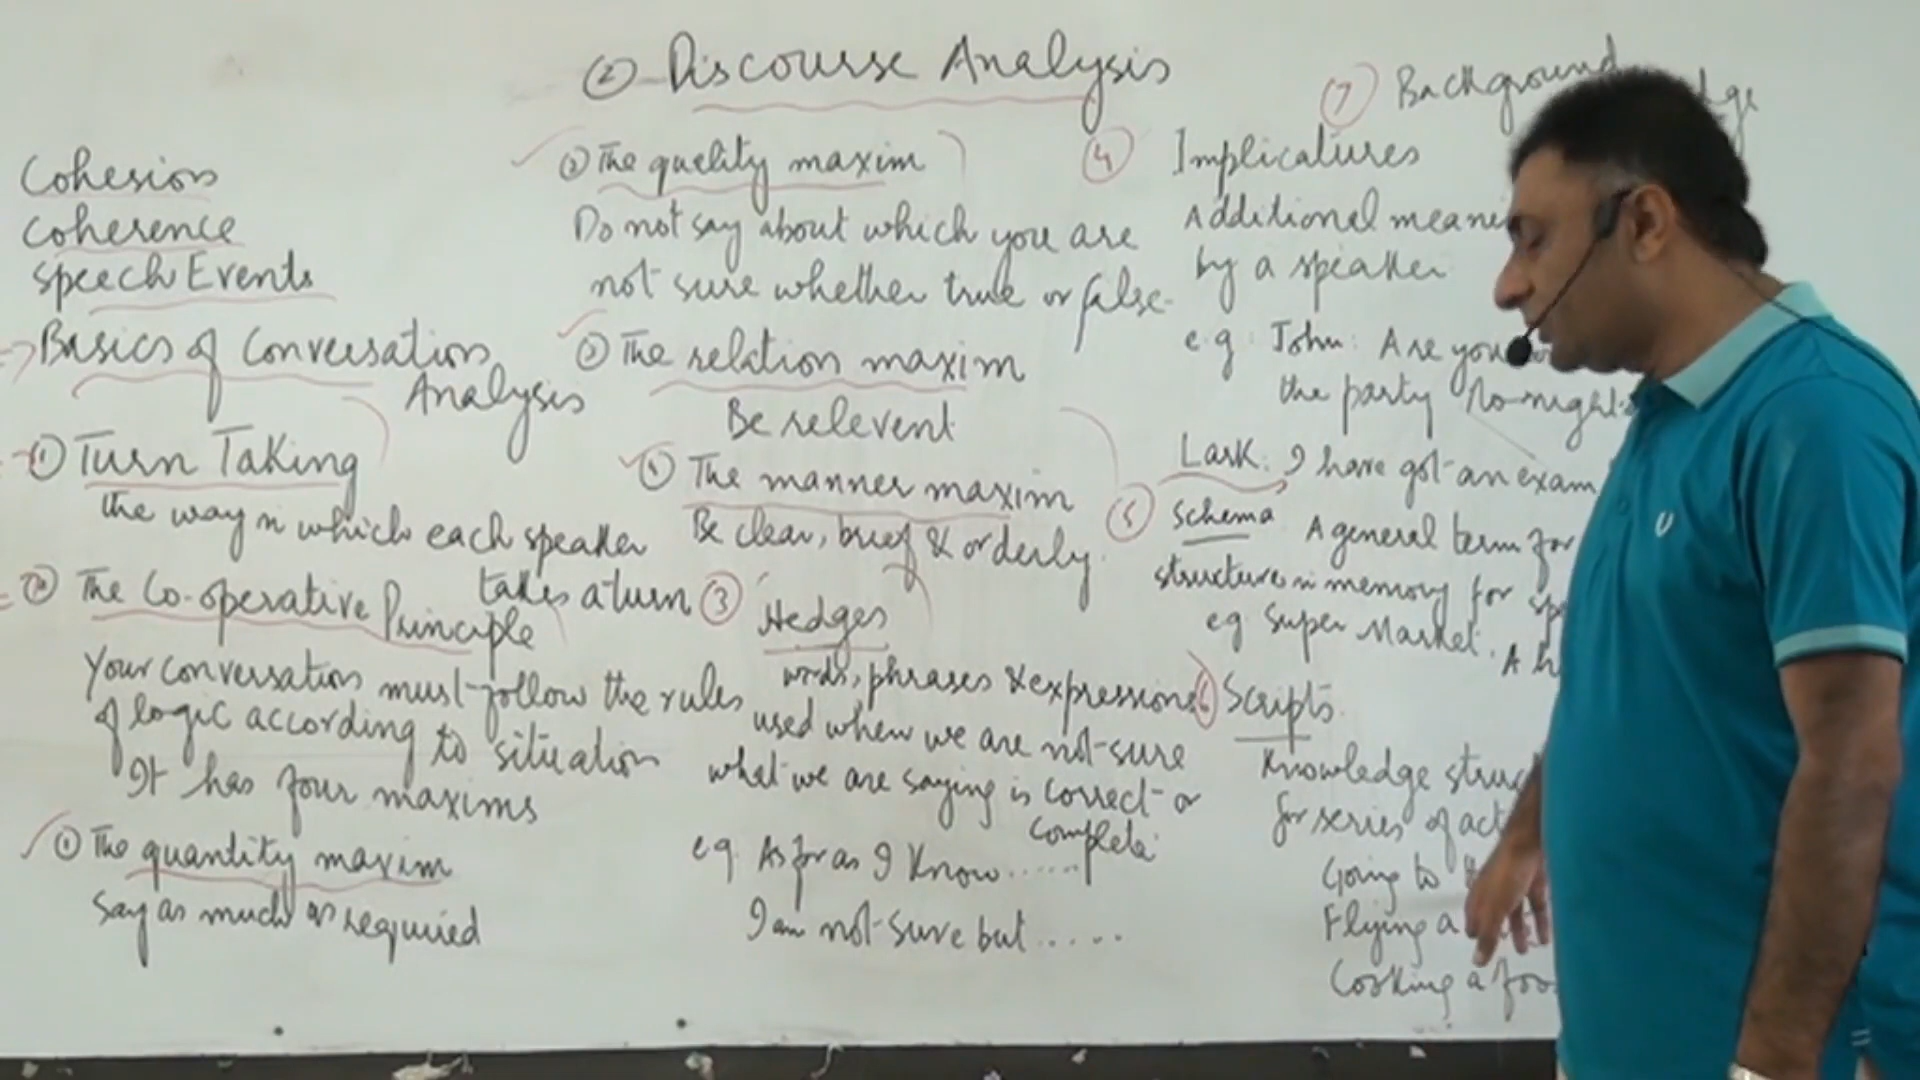 ② Discourse Analysis
Cohesion
Coherence
Speech Events
Basics of Conversation
Analysis
① Turn Taking
the way in which each speaker
takes a turn
② The Co-operative Principle
Your conversation must follow the rules
of logic according to situation
It has four maxims
① The quantity maxim
Say as much as required
② The quality maxim
Do not say about which you are
not sure whether true or false.
③ The relation maxim
Be relevent
④ The manner maxim
Be clear, brief & orderly.
③ Hedges
words, phrases & expressions
used when we are not sure
what we are saying is correct or
complete
eg. As for as I know......
I am not sure but.....
⑦ Background
④ Implicatures
Additional
by a speaker
e.g: John: Are you
the party to-night
Lark: I have got an exam
⑤ Schema A general term for
structure in memory for
eg Super Market. A
⑥ Scripts.
Knowledge
for series of
Going to
Flying a
Cooking a